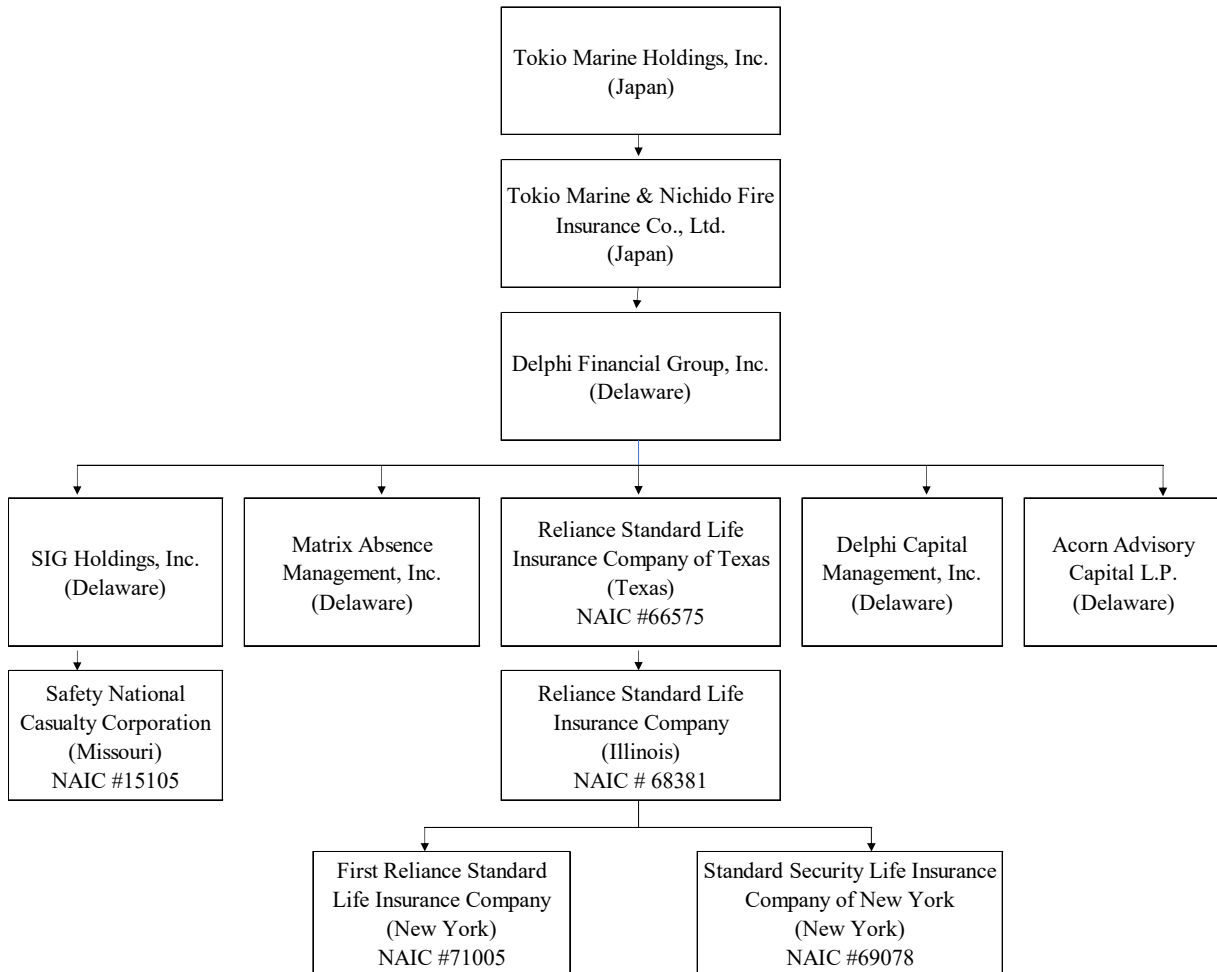 Tokio Marine Holdings, Inc.
(Japan)
Tokio Marine & Nichido Fire
Insurance Co., Ltd.
(Japan)
Delphi Financial Group, Inc.
(Delaware)
SIG Holdings, Inc.
(Delaware)
Matrix Absence
Management, Inc.
(Delaware)
Reliance Standard Life
Insurance Company of Texas
(Texas)
NAIC #66575
Delphi Capital
Management, Inc.
(Delaware)
Acorn Advisory
Capital L.P.
(Delaware)
Safety National
Casualty Corporation
(Missouri)
NAIC #15105
Reliance Standard Life
Insurance Company
(Illinois)
NAIC # 68381
First Reliance Standard
Life Insurance Company
(New York)
NAIC #71005
Standard Security Life Insurance
Company of New York
(New York)
NAIC #69078